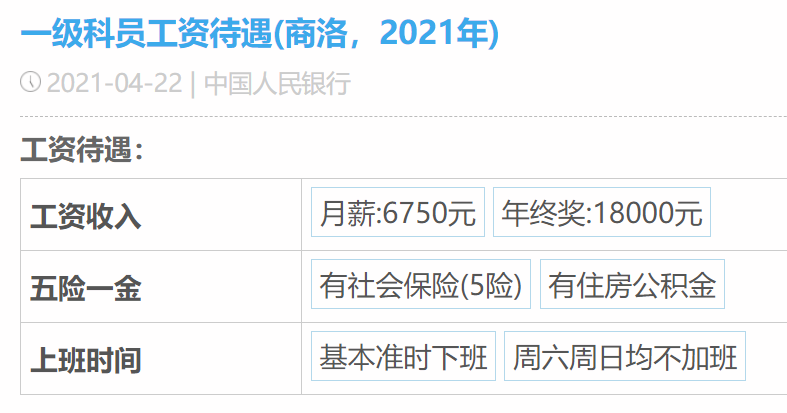 一级科员工资待遇(商洛，2021年)
2021-04-22 | 中国人民银行
工资待遇：
工资收入 月薪:6750元 年终奖:18000元
五险一金 有社会保险(5险) 有住房公积金
上班时间 基本准时下班 周六周日均不加班